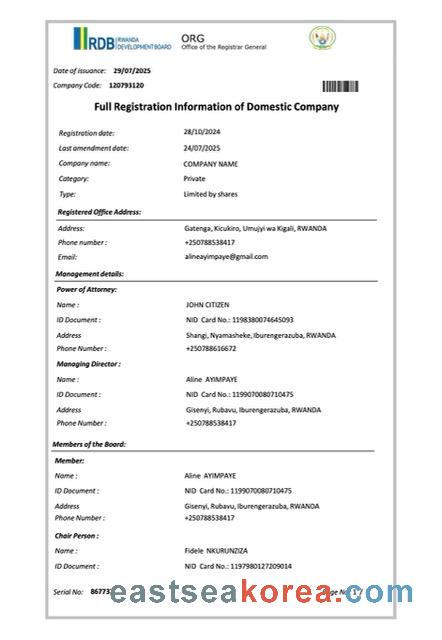 RDB RWANDA DEVELOPMENT BOARD
ORG
Office of the Registrar General
Date of issuance: 29/07/2025
Company Code: 120793120
Full Registration Information of Domestic Company
Registration date: 28/10/2024
Last amendment date: 24/07/2025
Company name: COMPANY NAME
Category: Private
Type: Limited by shares
Registered Office Address:
Address: Gatenga, Kicukiro, Umujyi wa Kigali, RWANDA
Phone number : +250788538417
Email: alineayimpaye@gmail.com
Management details:
Power of Attorney:
Name : JOHN CITIZEN
ID Document : NID Card No.: 1198380074645093
Address Shangi, Nyamasheke, Iburengerazuba, RWANDA
Phone Number : +250788616672
Managing Director :
Name : Aline AYIMPAYE
ID Document : NID Card No.: 1199070080710475
Address Gisenyi, Rubavu, Iburengerazuba, RWANDA
Phone Number : +250788538417
Members of the Board:
Member:
Name : Aline AYIMPAYE
ID Document : NID Card No.: 1199070080710475
Address Gisenyi, Rubavu, Iburengerazuba, RWANDA
Phone Number : +250788538417
Chair Person :
Name : Fidele NKURUNZIZA
ID Document : NID Card No.: 1197980127209014
Serial No: 8677
eastseakorea.com